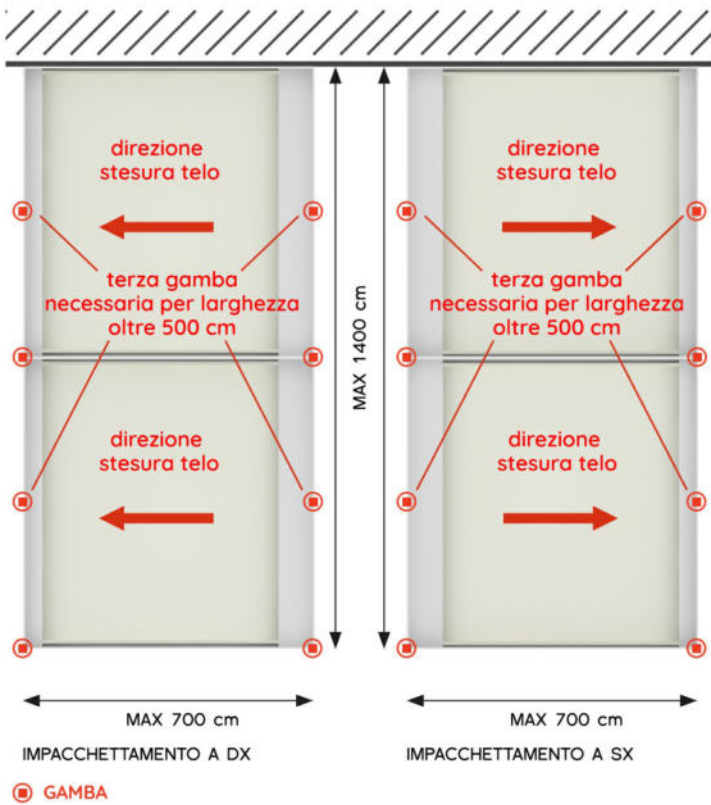 direzione
stesura telo
direzione
stesura telo
terza gamba
necessaria per larghezza
oltre 500 cm
terza gamba
necessaria per larghezza
oltre 500 cm
MAX 1400 cm
direzione
stesura telo
direzione
stesura telo
MAX 700 cm
MAX 700 cm
IMPACCHETTAMENTO A DX
IMPACCHETTAMENTO A SX
GAMBA